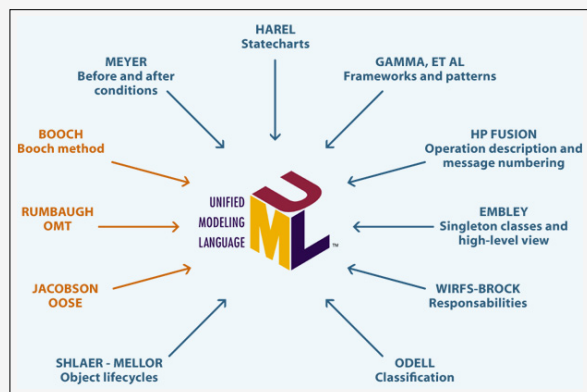 HAREL
Statecharts
MEYER
Before and after
conditions
GAMMA, ET AL
Frameworks and patterns
BOOCH
Booch method
HP FUSION
Operation description and
message numbering
RUMBAUGH
OMT
UNIFIED
MODELING
LANGUAGE
UML
TM
EMBLEY
Singleton classes and
high-level view
JACOBSON
OOSE
WIRFS-BROCK
Responsabilities
SHLAER - MELLOR
Object lifecycles
ODELL
Classification